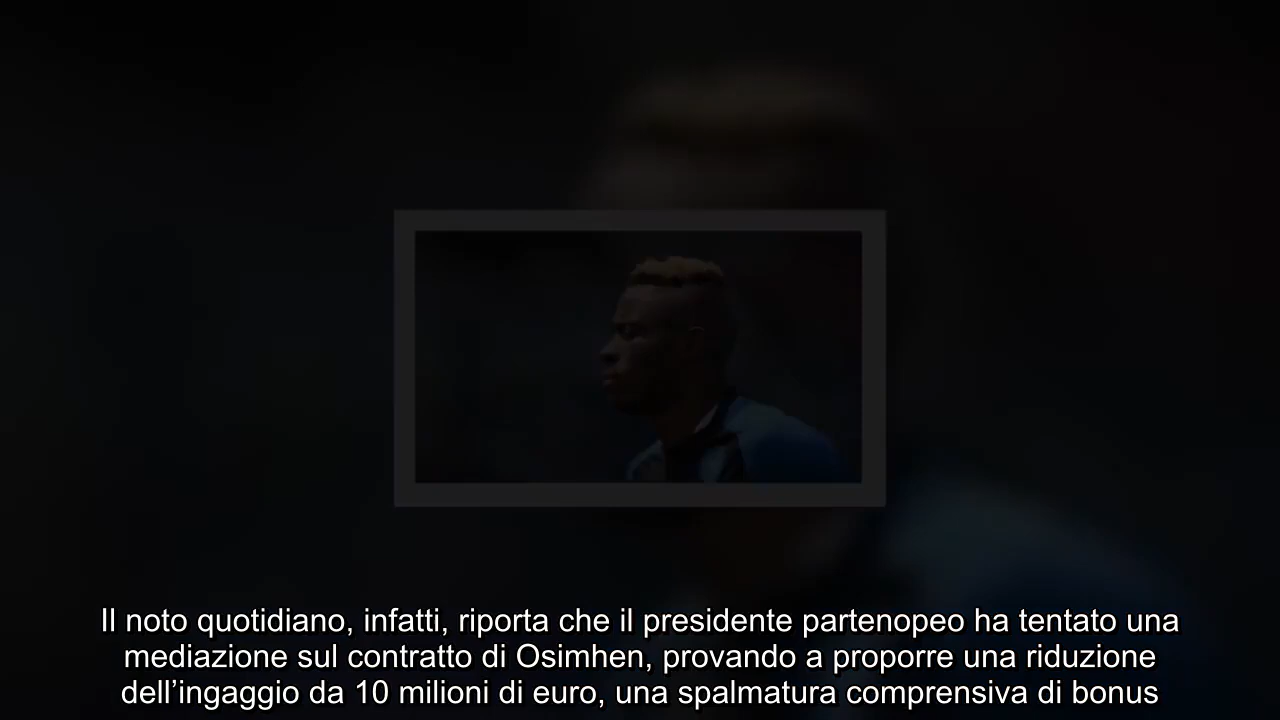 Il noto quotidiano, infatti, riporta che il presidente partenopeo ha tentato una
mediazione sul contratto di Osimhen, provando a proporre una riduzione
dell’ingaggio da 10 milioni di euro, una spalmatura comprensiva di bonus